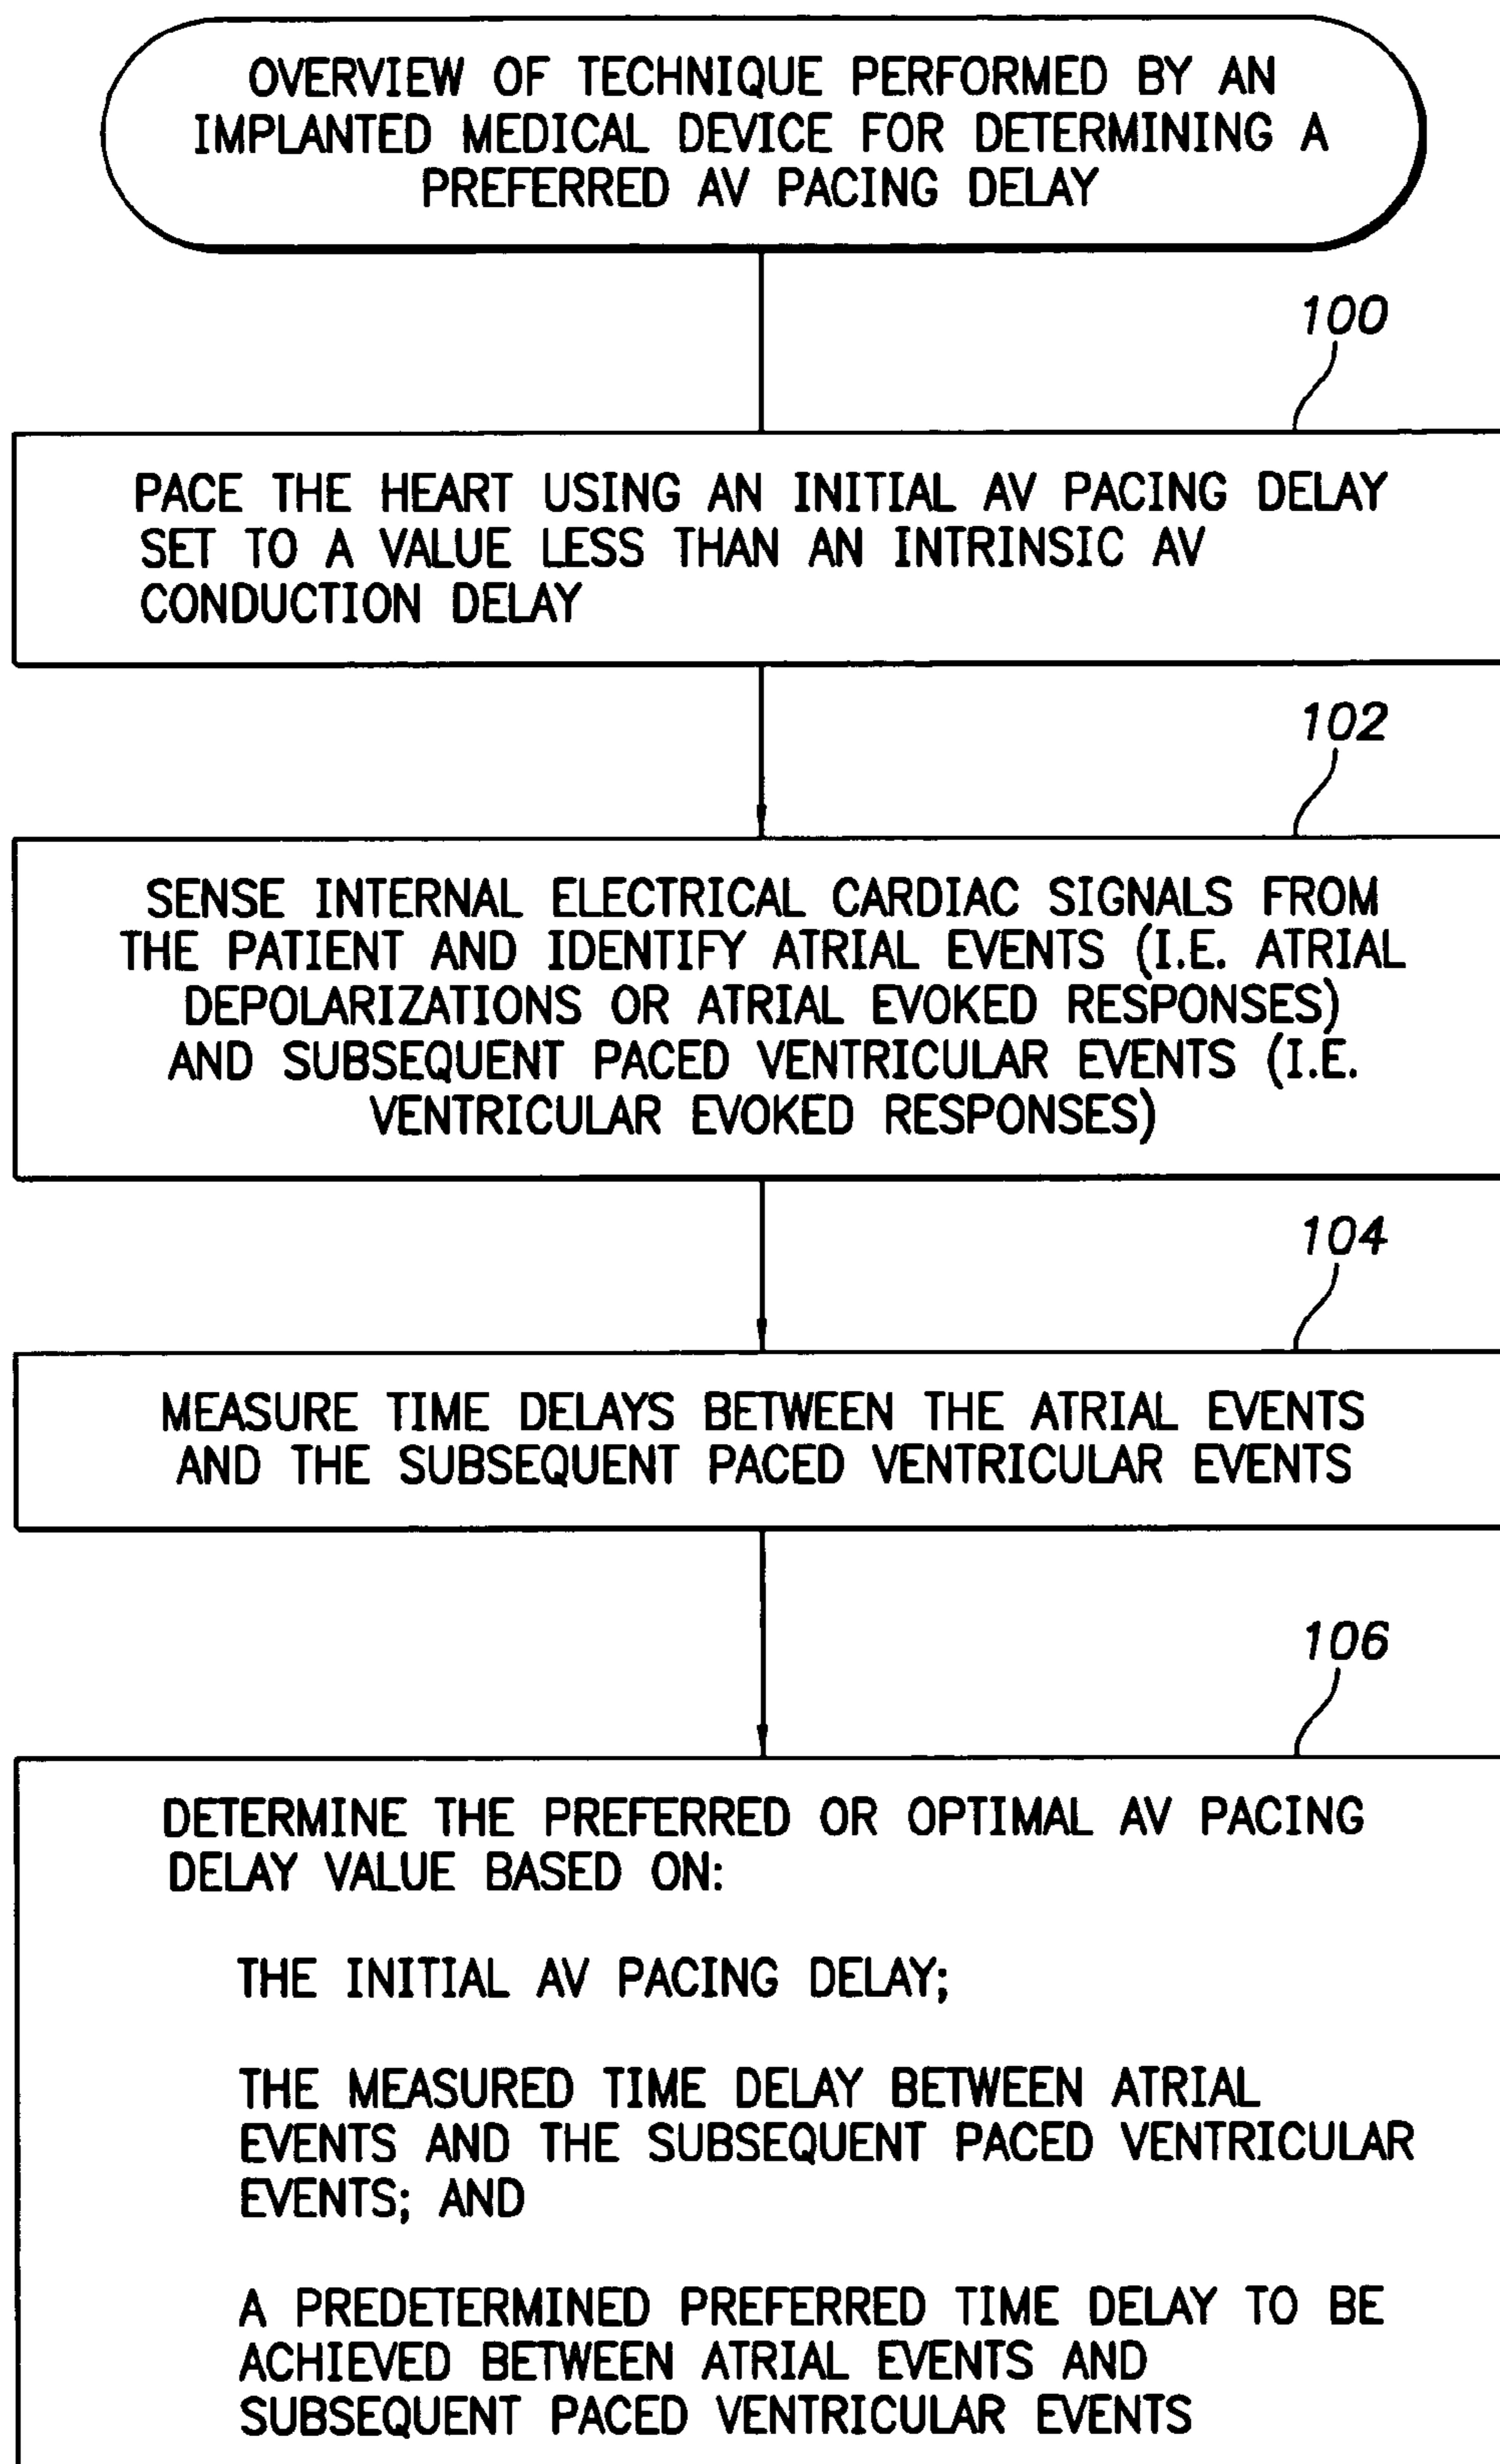 OVERVIEW OF TECHNIQUE PERFORMED BY AN
IMPLANTED MEDICAL DEVICE FOR DETERMINING A
PREFERRED AV PACING DELAY
100
PACE THE HEART USING AN INITIAL AV PACING DELAY
SET TO A VALUE LESS THAN AN INTRINSIC AV
CONDUCTION DELAY
102
SENSE INTERNAL ELECTRICAL CARDIAC SIGNALS FROM
THE PATIENT AND IDENTIFY ATRIAL EVENTS (I.E. ATRIAL
DEPOLARIZATIONS OR ATRIAL EVOKED RESPONSES)
AND SUBSEQUENT PACED VENTRICULAR EVENTS (I.E.
VENTRICULAR EVOKED RESPONSES)
104
MEASURE TIME DELAYS BETWEEN THE ATRIAL EVENTS
AND THE SUBSEQUENT PACED VENTRICULAR EVENTS
106
DETERMINE THE PREFERRED OR OPTIMAL AV PACING
DELAY VALUE BASED ON:
THE INITIAL AV PACING DELAY;
THE MEASURED TIME DELAY BETWEEN ATRIAL
EVENTS AND THE SUBSEQUENT PACED VENTRICULAR
EVENTS; AND
A PREDETERMINED PREFERRED TIME DELAY TO BE
ACHIEVED BETWEEN ATRIAL EVENTS AND
SUBSEQUENT PACED VENTRICULAR EVENTS